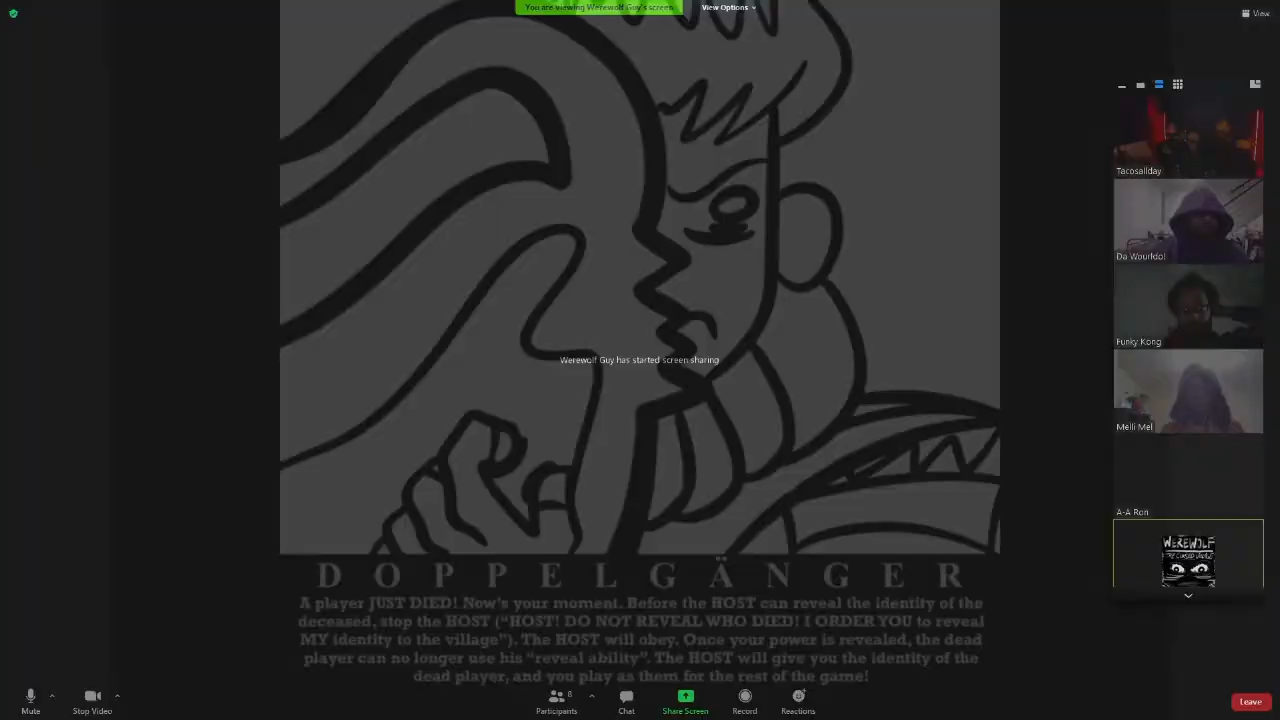 You are viewing Werewolf Guy's screen
View Options
View
Tacosallday
Da Wourldo!
Funky Kong
Werewolf Guy has started screen sharing
Melli Mel
A-A Ron
WEREWOLF
DOPPELGÄNGER
A player JUST DIED! Now's your moment. Before the HOST can reveal the identity of the
deceased, stop the HOST ("HOST! DO NOT REVEAL WHO DIED! I ORDER YOU to reveal
MY identity to the village"). The HOST will obey. Once your power is revealed, the dead
player can no longer use his "reveal ability". The HOST will give you the identity of the
dead player, and you play as them for the rest of the game!
Mute
Stop Video
Participants
8
Chat
Share Screen
Record
Reactions
Leave